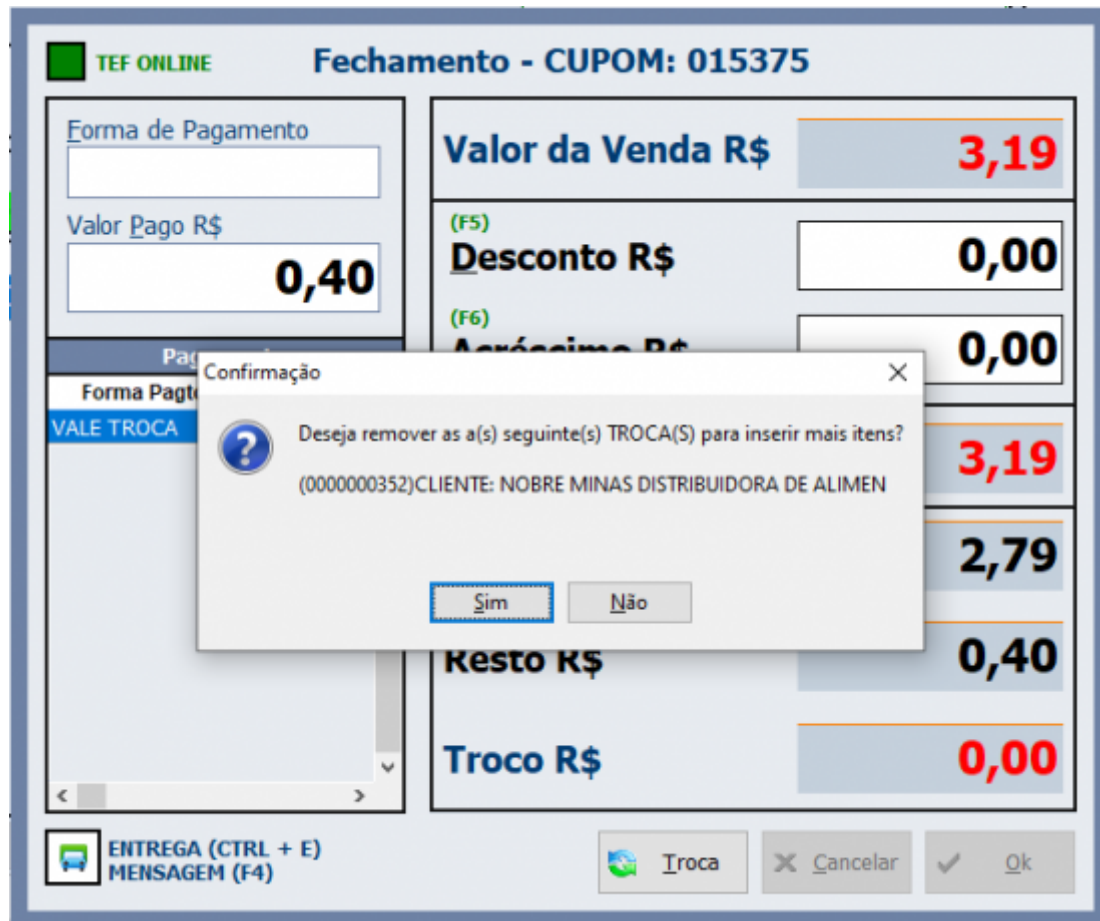 TEF ONLINE
Fechamento - CUPOM: 015375
Forma de Pagamento
Valor Pago R$
0,40
Forma Pagto
VALE TROCA
Valor da Venda R$
3,19
(F5)
Desconto R$
0,00
(F6)
Acréscimo R$
0,00
3,19
2,79
Resto R$
0,40
Troco R$
0,00
Confirmação
Deseja remover as a(s) seguinte(s) TROCA(S) para inserir mais itens?
(0000000352)CLIENTE: NOBRE MINAS DISTRIBUIDORA DE ALIMEN
Sim
Não
ENTREGA (CTRL + E)
MENSAGEM (F4)
Troca
Cancelar
Ok